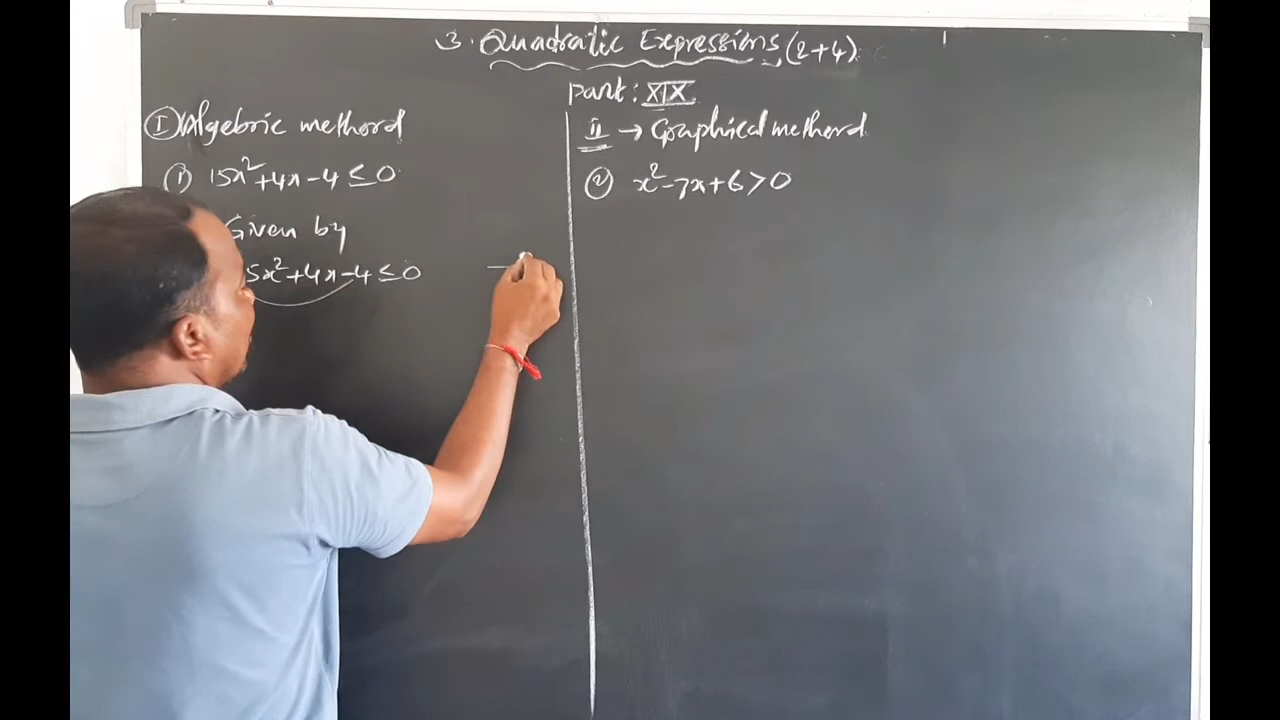 3. Quadratic Expressions (2+4)
part: XIX
I Algebric methord
① 15x²+4x-4≤0
Given by
5x²+4x-4≤0
II → Graphical methord
② x²-7x+6>0